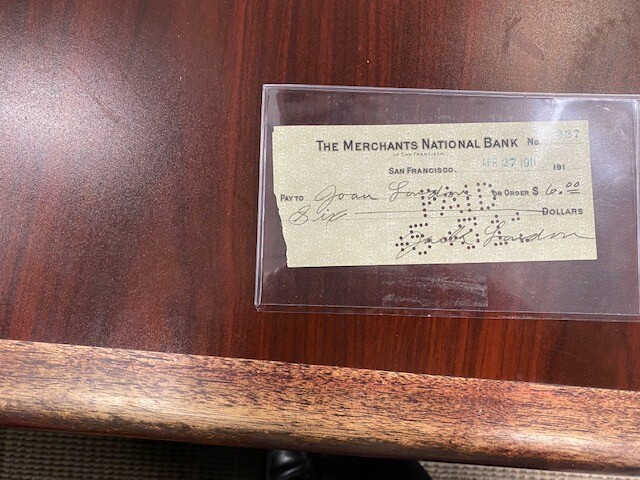 THE MERCHANTS NATIONAL BANK No. 337
OF SAN FRANCISCO
SAN FRANCISCO. APR 27 1911 191
PAY TO Joan London OR ORDER $ 6.00
Six DOLLARS
PAID
Jack London